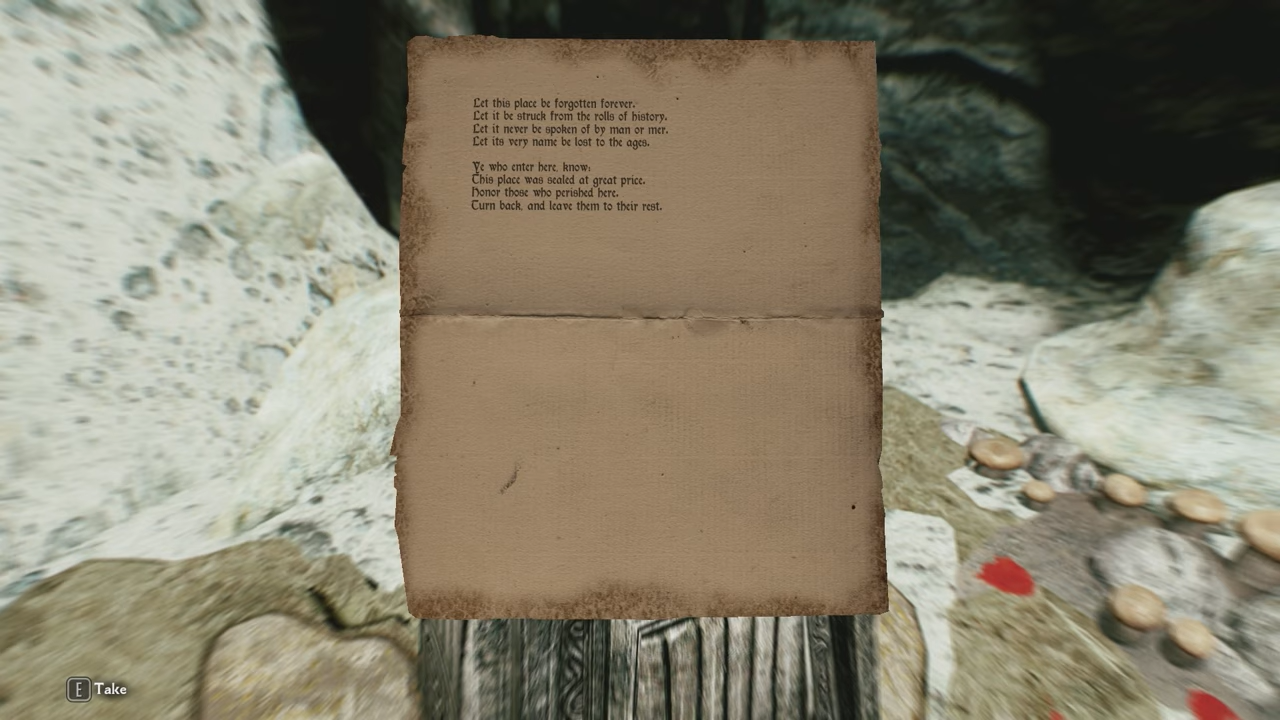 Let this place be forgotten forever.
Let it be struck from the rolls of history.
Let it never be spoken of by man or mer.
Let its very name be lost to the ages.
Ye who enter here, know:
This place was sealed at great price.
Honor those who perished here.
Turn back, and leave them to their rest.
E Take